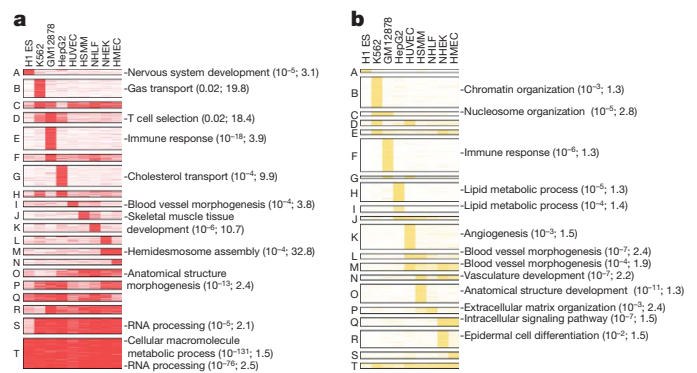 a
H1 ES
K562
GM12878
HepG2
HUVEC
HSMM
NHLF
NHEK
HMEC
A -Nervous system development (10⁻⁵; 3.1)
B -Gas transport (0.02; 19.8)
C
D -T cell selection (0.02; 18.4)
E -Immune response (10⁻¹⁸; 3.9)
F
G -Cholesterol transport (10⁻⁴; 9.9)
H
I -Blood vessel morphogenesis (10⁻⁴; 3.8)
J -Skeletal muscle tissue
K development (10⁻⁶; 10.7)
L
M -Hemidesmosome assembly (10⁻⁴; 32.8)
N
O -Anatomical structure
P morphogenesis (10⁻¹³; 2.4)
Q
R
S -RNA processing (10⁻⁵; 2.1)
-Cellular macromolecule
T metabolic process (10⁻¹³¹; 1.5)
-RNA processing (10⁻⁷⁶; 2.5)
b
H1 ES
K562
GM12878
HepG2
HUVEC
HSMM
NHLF
NHEK
HMEC
A
B -Chromatin organization (10⁻³; 1.3)
C -Nucleosome organization (10⁻⁵; 2.8)
D
E
F -Immune response (10⁻⁶; 1.3)
G
H -Lipid metabolic process (10⁻⁵; 1.3)
I -Lipid metabolic process (10⁻⁴; 1.4)
J
K -Angiogenesis (10⁻³; 1.5)
L -Blood vessel morphogenesis (10⁻⁷; 2.4)
M -Blood vessel morphogenesis (10⁻⁴; 1.9)
N -Vasculature development (10⁻⁷; 2.2)
O -Anatomical structure development (10⁻¹¹; 1.3)
P -Extracellular matrix organization (10⁻³; 2.4)
Q -Intracellular signaling pathway (10⁻⁷; 1.5)
R -Epidermal cell differentiation (10⁻²; 1.5)
S
T